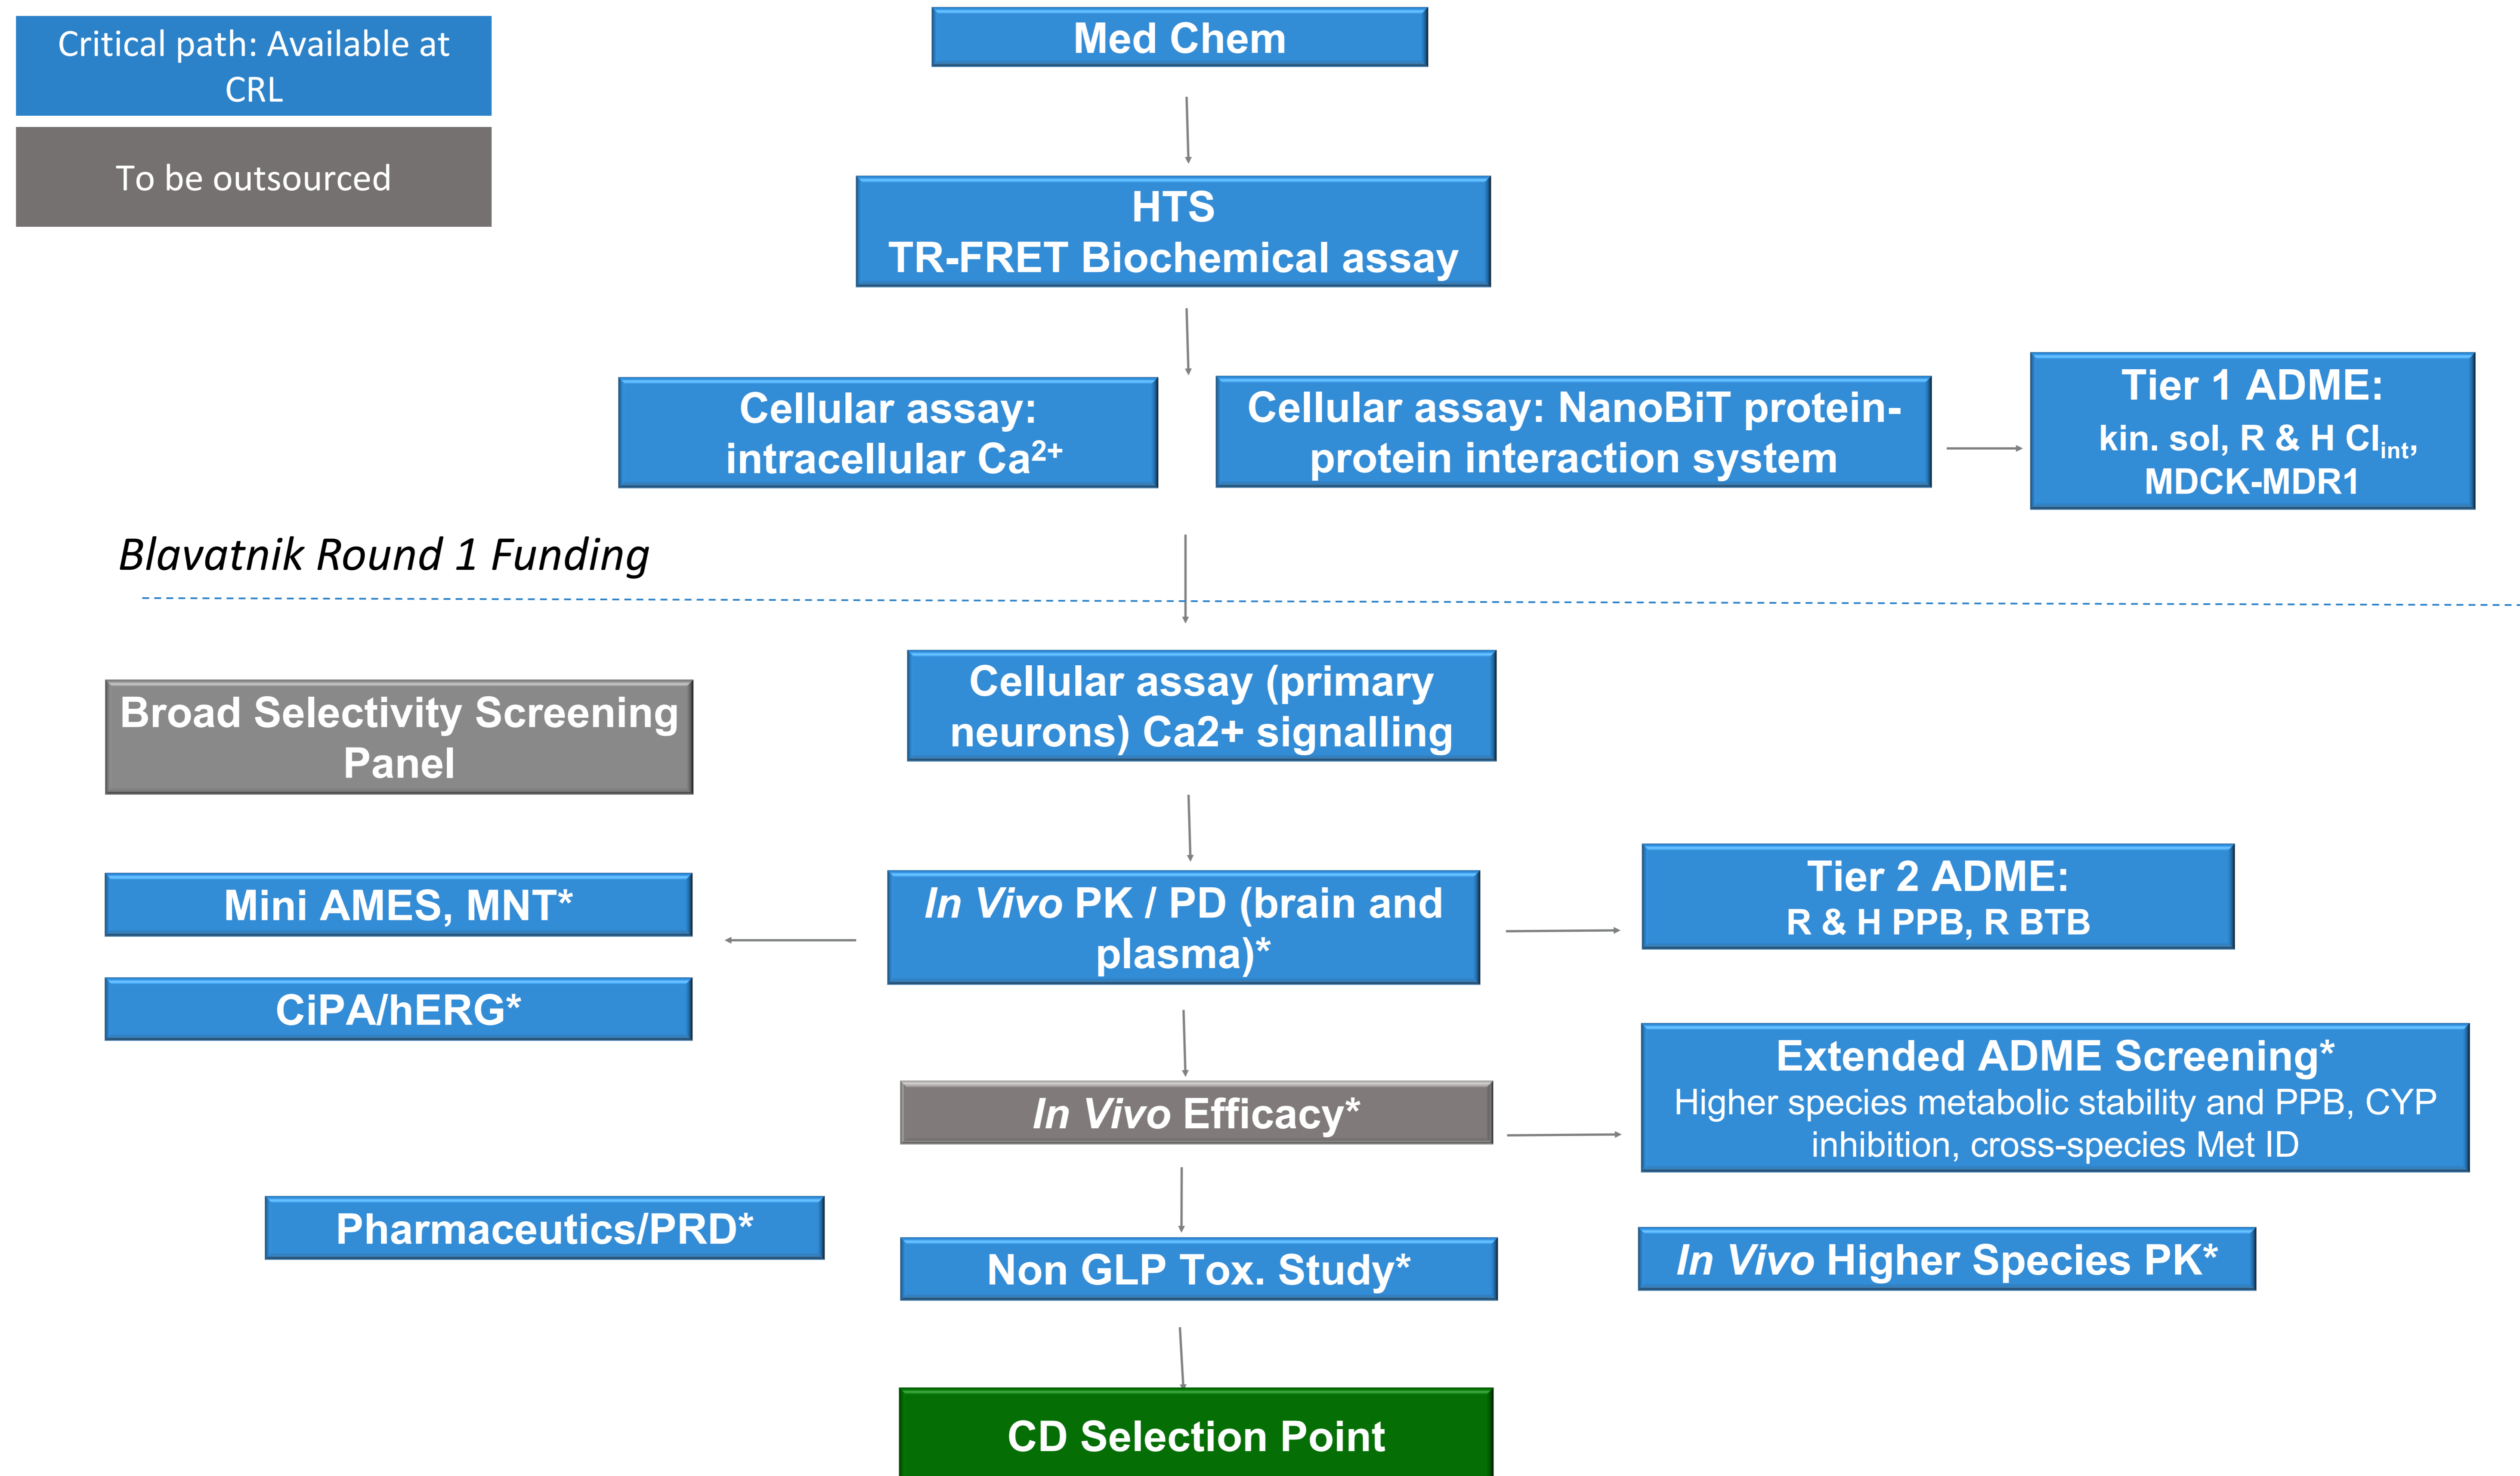 Critical path: Available at
CRL
To be outsourced
Med Chem
HTS
TR-FRET Biochemical assay
Cellular assay:
intracellular Ca²⁺
Cellular assay: NanoBiT protein-
protein interaction system
Tier 1 ADME:
kin. sol, R & H Cl_int,
MDCK-MDR1
Blavatnik Round 1 Funding
Cellular assay (primary
neurons) Ca2+ signalling
Broad Selectivity Screening
Panel
Mini AMES, MNT*
CiPA/hERG*
In Vivo PK / PD (brain and
plasma)*
Tier 2 ADME:
R & H PPB, R BTB
In Vivo Efficacy*
Extended ADME Screening*
Higher species metabolic stability and PPB, CYP
inhibition, cross-species Met ID
Pharmaceutics/PRD*
Non GLP Tox. Study*
In Vivo Higher Species PK*
CD Selection Point